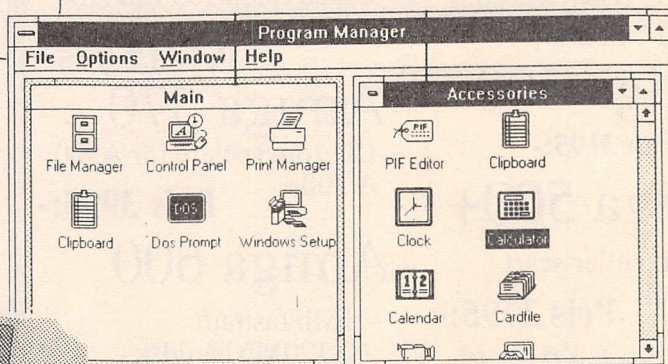 Program Manager
File Options Window Help
Main
File Manager Control Panel Print Manager
Clipboard DOS Dos Prompt Windows Setup
Accessories
PIF
PIF Editor Clipboard
Clock Calculator
12
Calendar Cardfile